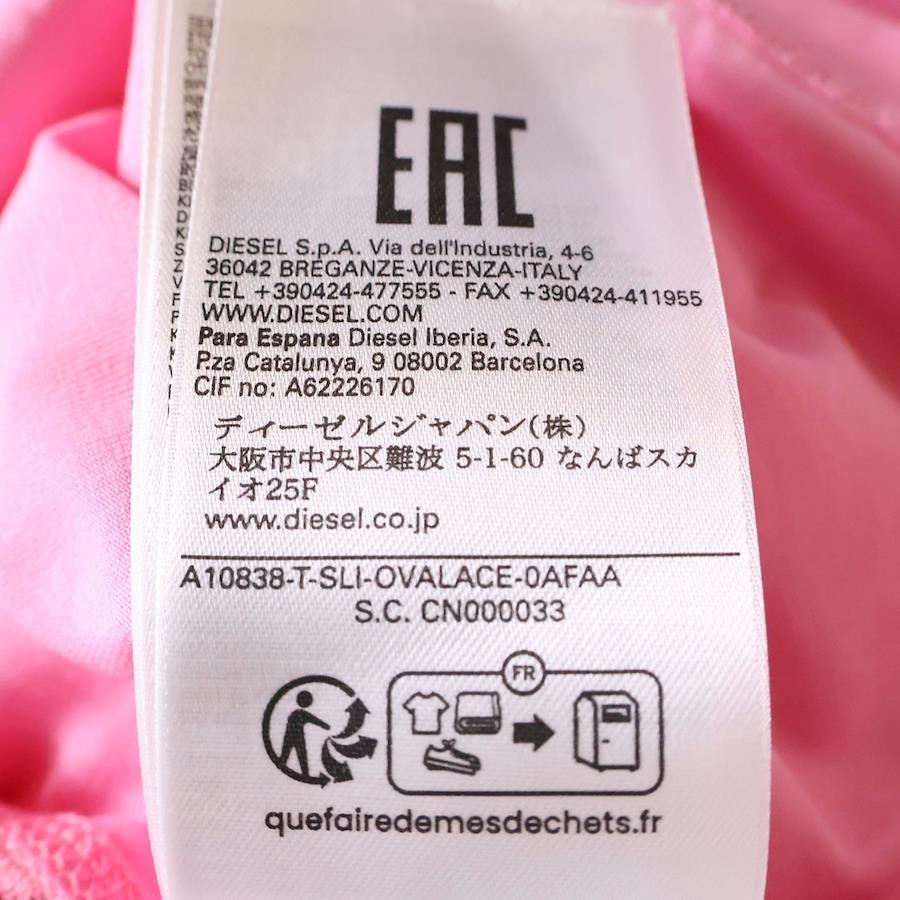 EAC
DIESEL S.p.A. Via dell'Industria, 4-6
36042 BREGANZE-VICENZA-ITALY
TEL +390424-477555 - FAX +390424-411955
WWW.DIESEL.COM
Para Espana Diesel Iberia, S.A.
P.za Catalunya, 9 08002 Barcelona
CIF no: A62226170
ディーゼルジャパン(株)
大阪市中央区難波 5-1-60 なんばスカ
イオ25F
www.diesel.co.jp
A10838-T-SLI-OVALACE-0AFAA
S.C. CN000033
FR
quefairedemesdechets.fr